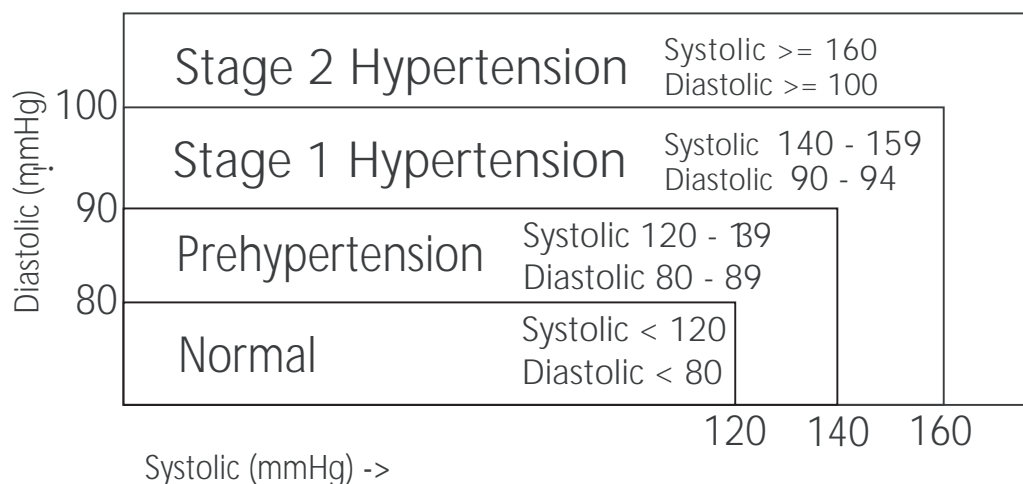 Stage 2 Hypertension
Systolic >= 160
Diastolic >= 100
100
Stage 1 Hypertension
Systolic 140 - 159
Diastolic 90 - 94
90
Prehypertension
Systolic 120 - 139
Diastolic 80 - 89
80
Normal
Systolic < 120
Diastolic < 80
Diastolic (mmHg)
120 140 160
Systolic (mmHg) ->